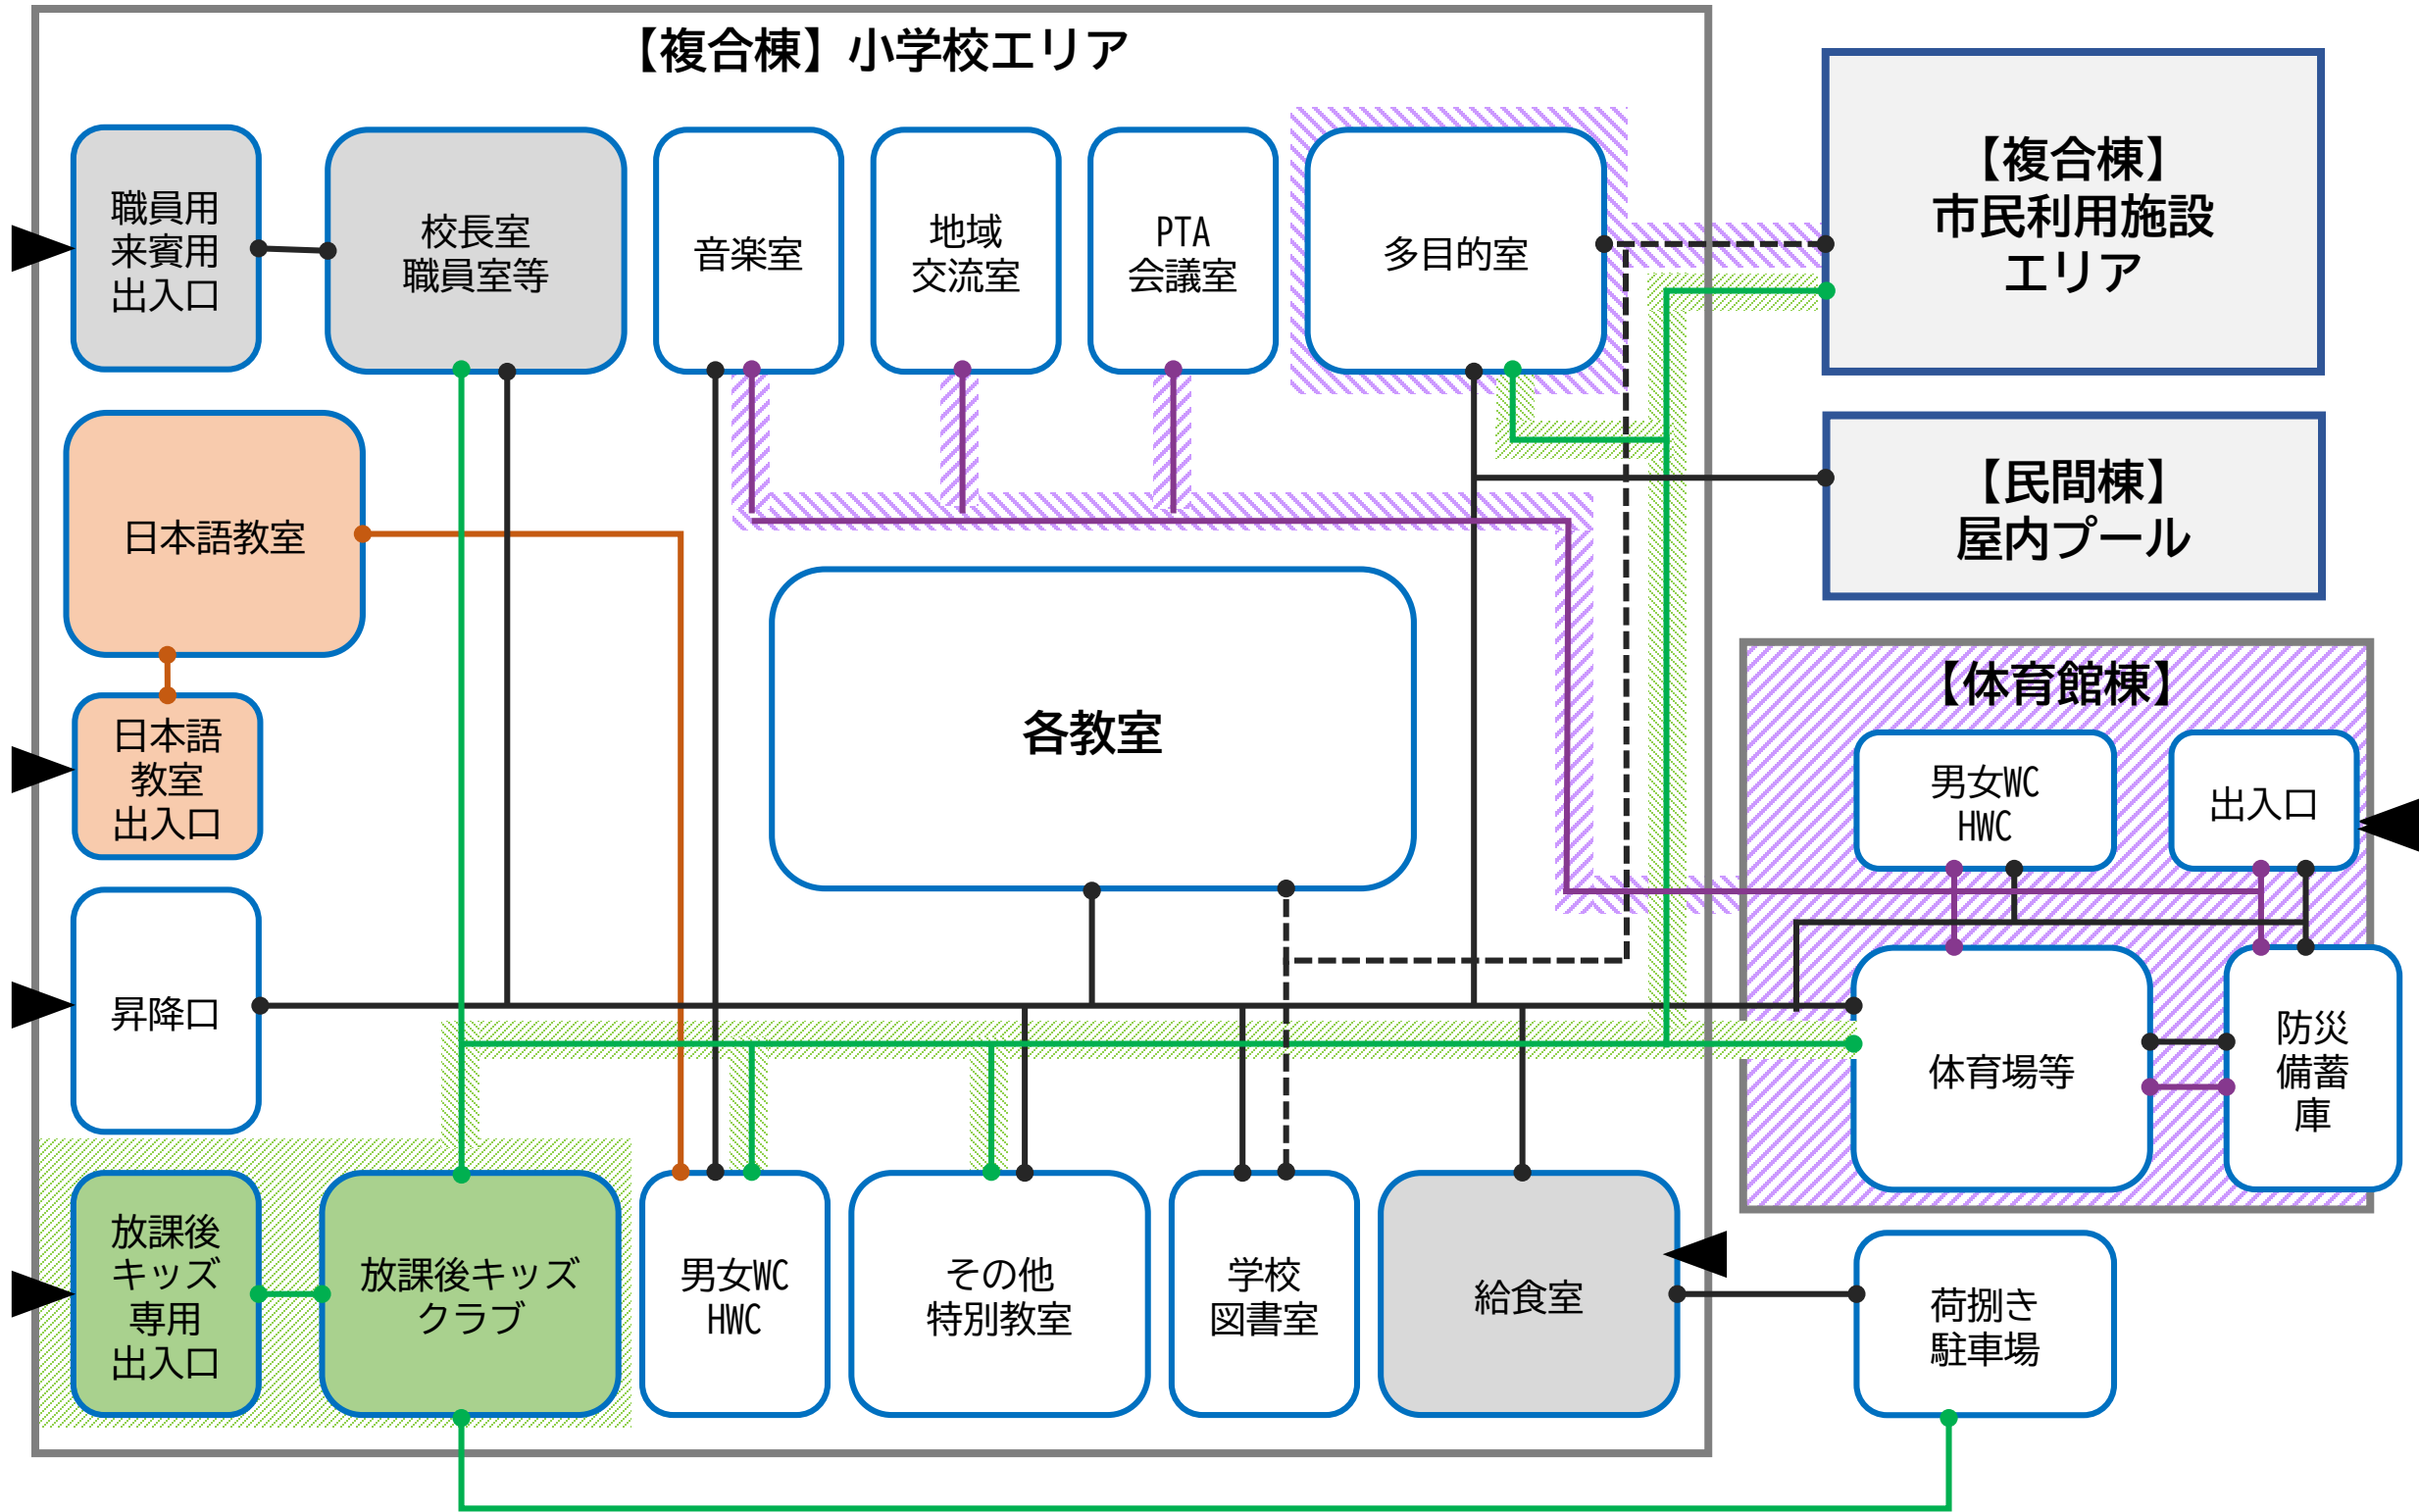 【複合棟】小学校エリア
職員用
来賓用
出入口
校長室
職員室等
音楽室
地域
交流室
PTA
会議室
多目的室
【複合棟】
市民利用施設
エリア
日本語教室
【民間棟】
屋内プール
日本語
教室
出入口
各教室
【体育館棟】
男女WC
HWC
出入口
昇降口
体育場等
防災
備蓄
庫
放課後
キッズ
専用
出入口
放課後キッズ
クラブ
男女WC
HWC
その他
特別教室
学校
図書室
給食室
荷捌き
駐車場